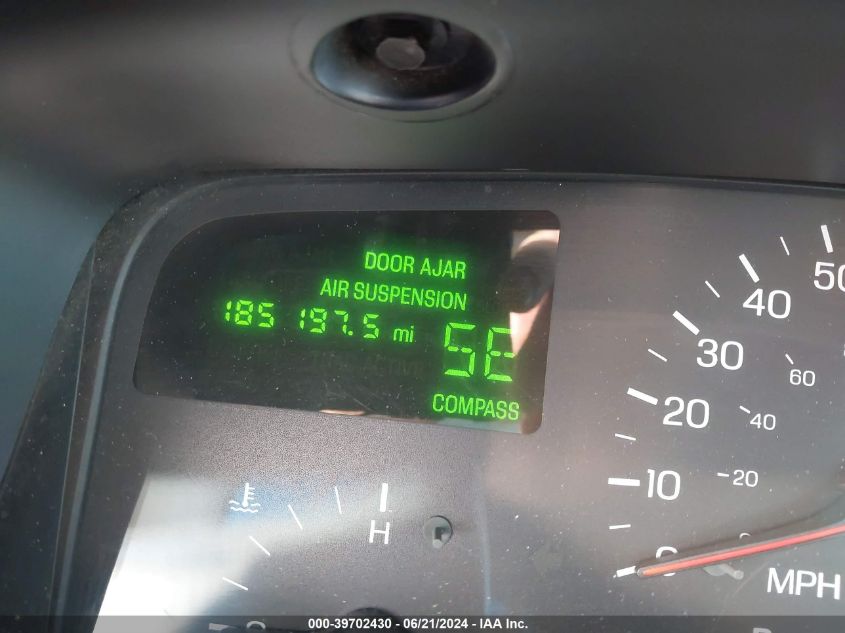 DOOR AJAR
AIR SUSPENSION
185 197.5 mi
SE
COMPASS
50
40
30
60
20
40
10
20
H
0
MPH
000-39702430 - 06/21/2024 - IAA Inc.